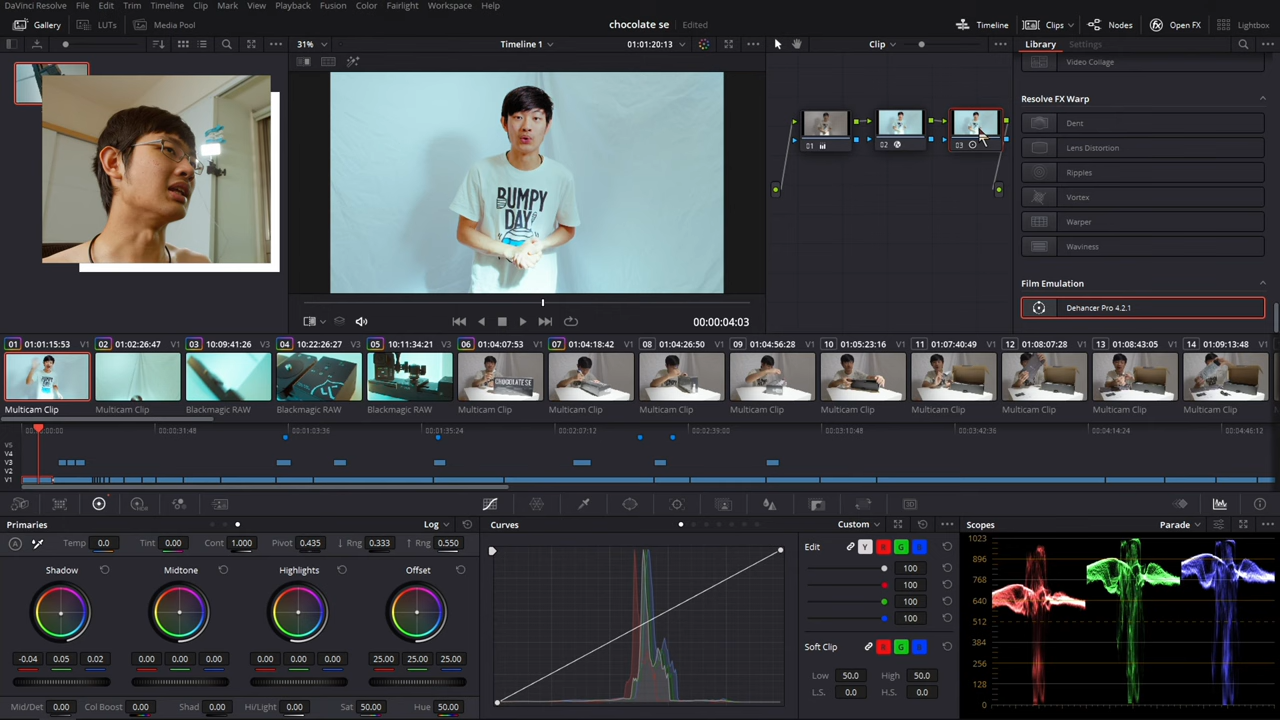 DaVinci Resolve File Edit Trim Timeline Clip Mark View Playback Fusion Color Fairlight Workspace Help
Gallery LUTs Media Pool chocolate se Edited Timeline Clips Nodes Open FX Lightbox
31% Timeline 1 01:01:20:13 Clip Library Settings
Video Collage
Resolve FX Warp
Dent
Lens Distortion
Ripples
Vortex
Warper
Waviness
Film Emulation
Dehancer Pro 4.2.1
01 02 03
BUMPY
DAY
00:00:04:03
01 01:01:15:53 V1 02 01:02:26:47 V1 03 10:09:41:26 V1 04 10:22:26:27 V1 05 11:34:21 V1 06 01:04:07:53 V1 07 01:04:18:42 V1 08 01:04:26:50 V1 09 01:04:56:28 V1 10 01:05:23:16 V1 11 01:07:40:49 V1 12 01:08:07:28 V1 13 01:08:43:05 V1 14 01:09:13:48 V1
CHOCOLATE SE
Multicam Clip Multicam Clip Blackmagic RAW Blackmagic RAW Blackmagic RAW Multicam Clip Multicam Clip Multicam Clip Multicam Clip Multicam Clip Multicam Clip Multicam Clip Multicam Clip Multicam Clip
00:00:31:48 00:01:03:36 00:01:35:24 00:02:07:12 00:02:39:00 00:03:10:48 00:03:42:36 00:04:14:24 00:04:46:12
V5
V4
V3
V2
V1
Primaries Log Curves Custom Scopes Parade
Temp 0.0 Tint 0.00 Cont 1.000 Pivot 0.435 Rng 0.333 Rng 0.550
Shadow Midtone Highlights Offset
-0.04 0.05 0.02 0.00 0.00 0.00 0.00 0.00 0.00 25.00 25.00 25.00
Mid/Det 0.00 Col Boost 0.00 Shad 0.00 Hi/Light 0.00 Sat 50.00 Hue 50.00
Edit Y R G B
100
100
100
100
Soft Clip R G B
Low 50.0 High 50.0
L.S. 0.0 H.S. 0.0
1023
896
768
640
512
384
256
128
0